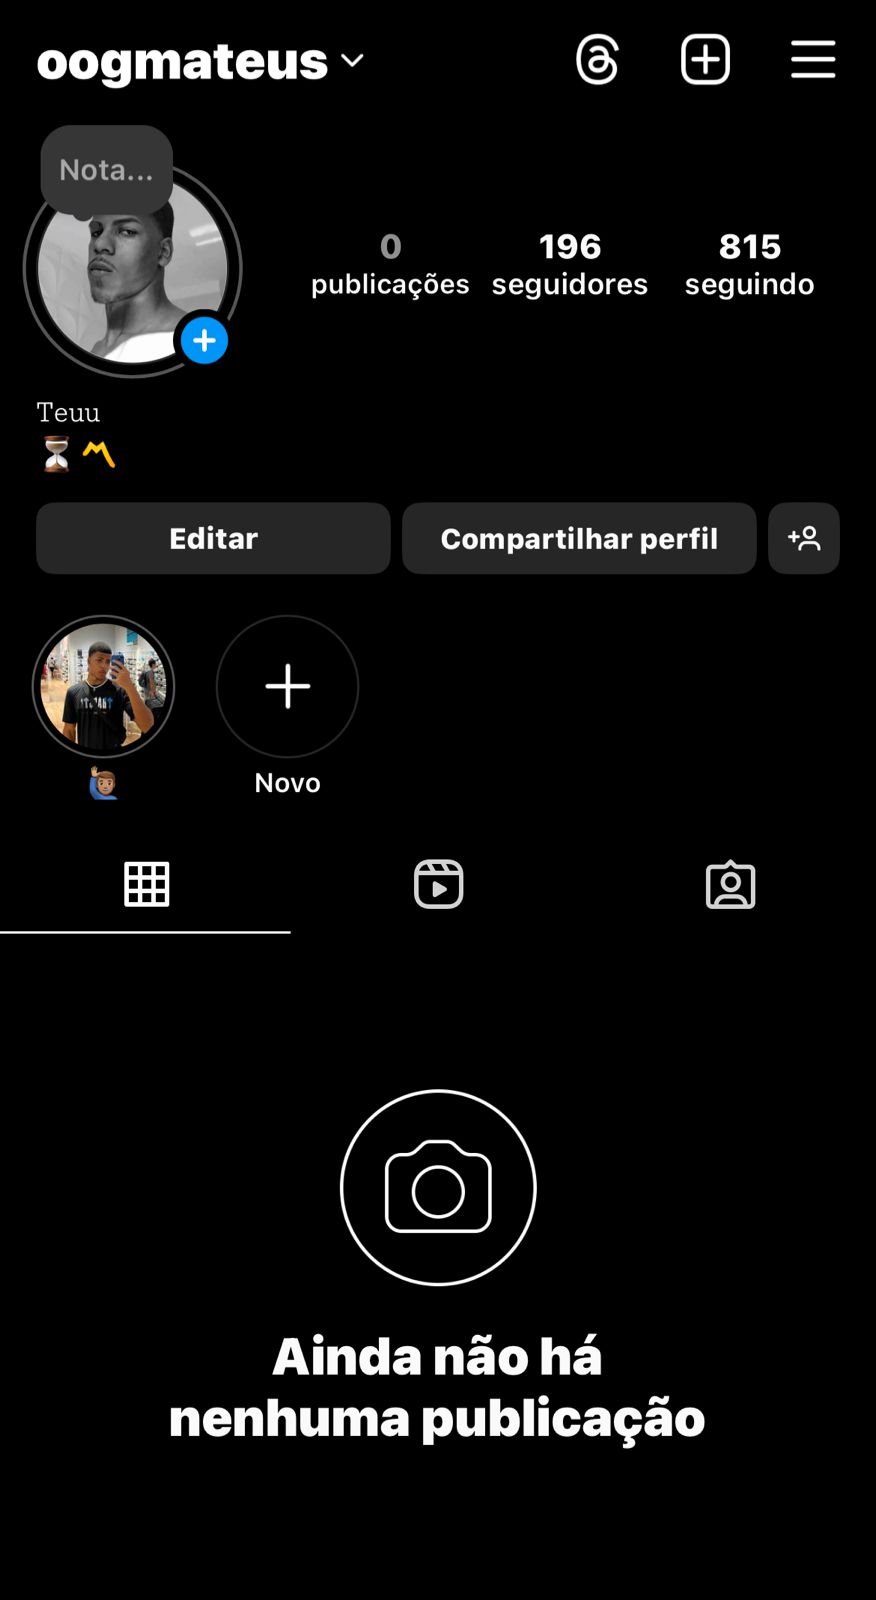 oogmateus
Nota...
0 publicações
196 seguidores
815 seguindo
Teuu
Editar
Compartilhar perfil
Novo
Ainda não há
nenhuma publicação